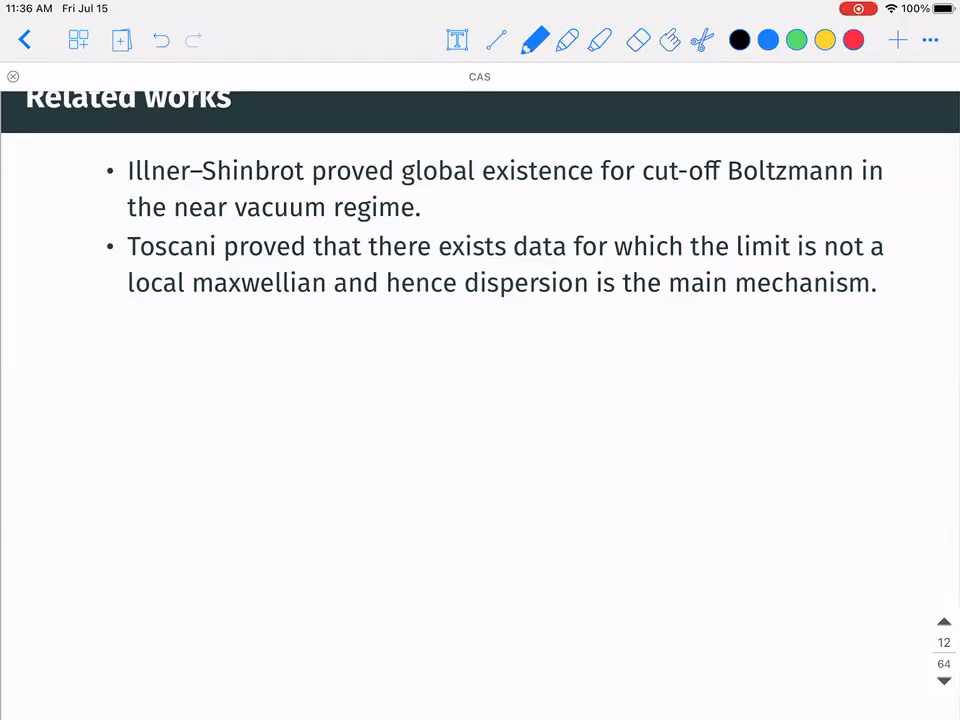 11:36 AM Fri Jul 15
100%
CAS
Related works
• Illner–Shinbrot proved global existence for cut-off Boltzmann in
the near vacuum regime.
• Toscani proved that there exists data for which the limit is not a
local maxwellian and hence dispersion is the main mechanism.
12
64